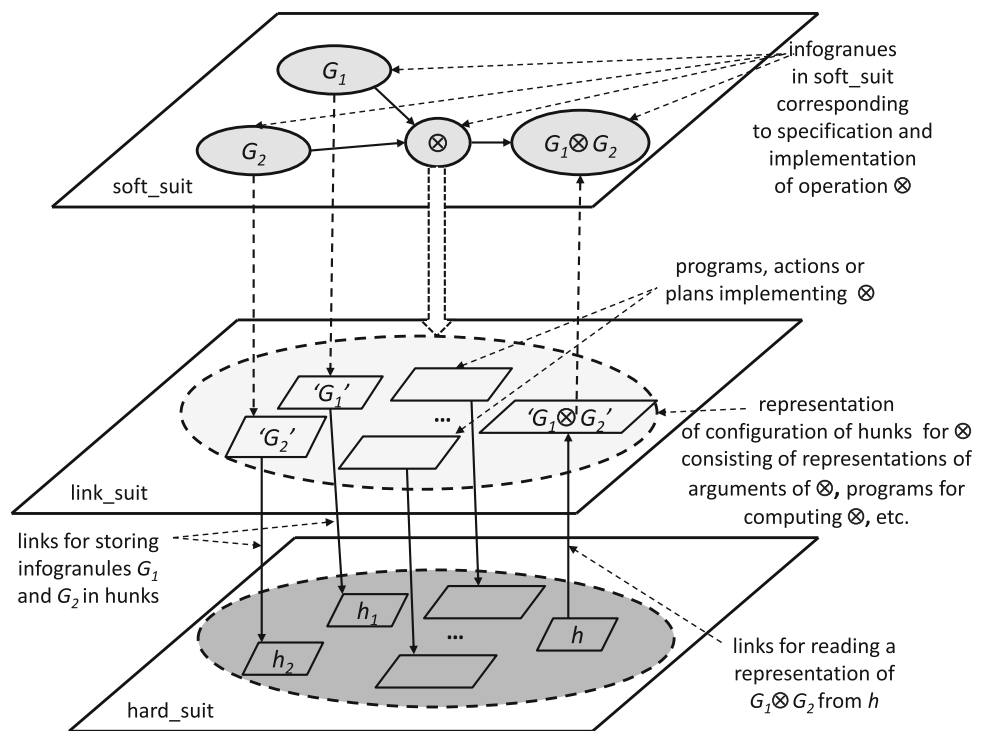 G1
infogranues
in soft_suit
corresponding
to specification and
implementation
of operation ⊗
G2
⊗
G1⊗G2
soft_suit
programs, actions or
plans implementing ⊗
‘G1’
...
‘G2’
‘G1⊗G2’
representation
of configuration of hunks for ⊗
consisting of representations of
arguments of ⊗, programs for
computing ⊗, etc.
link_suit
links for storing
infogranules G1
and G2 in hunks
h1
...
h
h2
links for reading a
representation of
G1⊗G2 from h
hard_suit